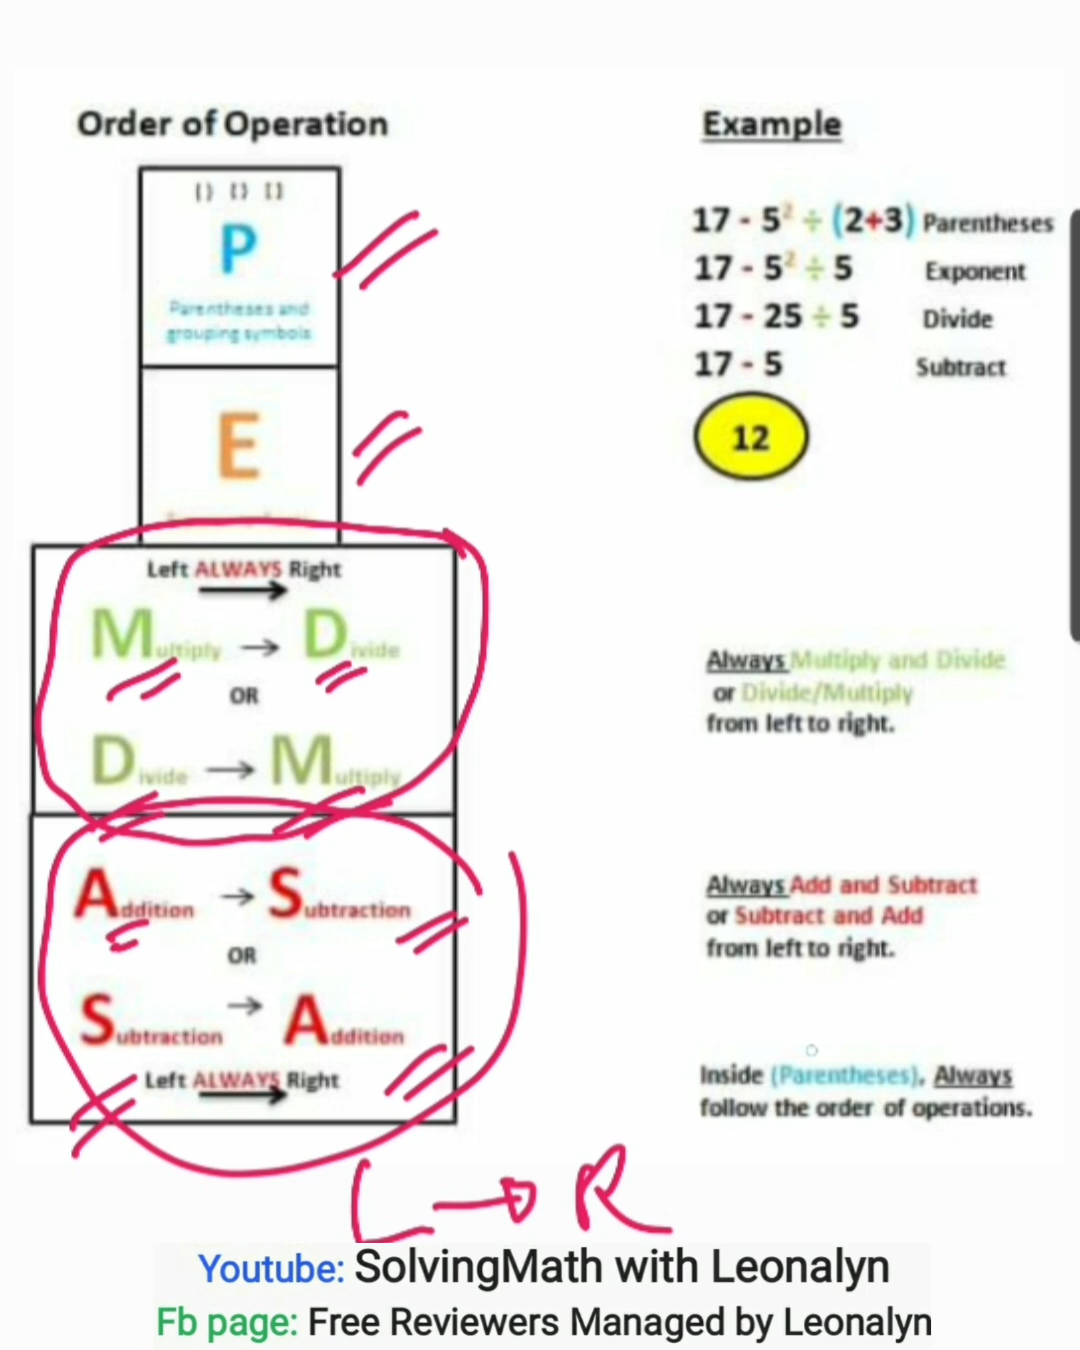 Order of Operation
() {} []
P
Parentheses and
grouping symbols
E
Left ALWAYS Right
Multiply → Divide
OR
Divide → Multiply
Addition → Subtraction
OR
Subtraction → Addition
Left ALWAYS Right
L → R
Example
17 - 5² ÷ (2+3) Parentheses
17 - 5² ÷ 5 Exponent
17 - 25 ÷ 5 Divide
17 - 5 Subtract
12
Always Multiply and Divide
or Divide/Multiply
from left to right.
Always Add and Subtract
or Subtract and Add
from left to right.
Inside (Parentheses), Always
follow the order of operations.
Youtube: SolvingMath with Leonalyn
Fb page: Free Reviewers Managed by Leonalyn